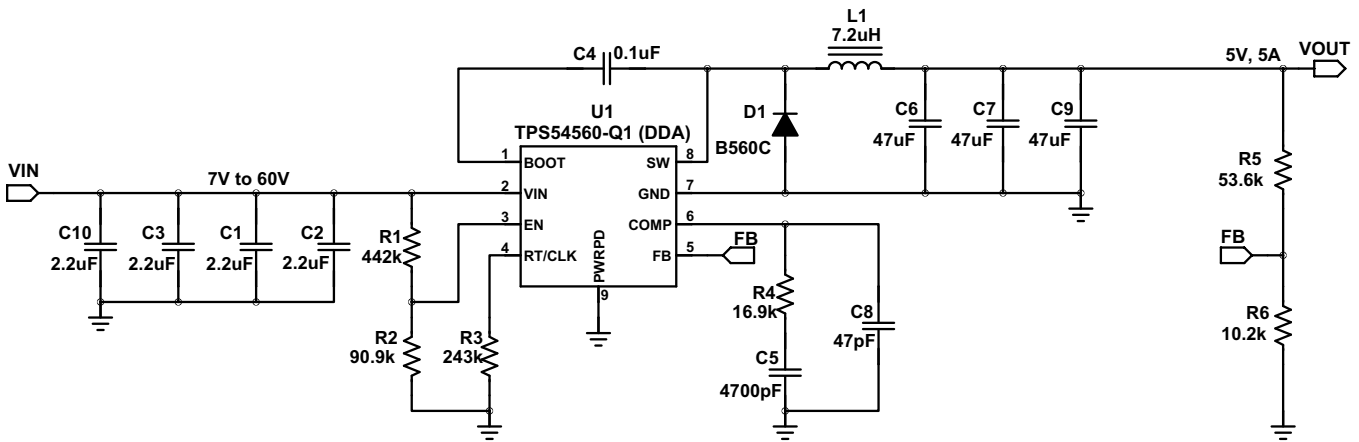 L1
7.2uH
C4
0.1uF
5V, 5A
VOUT
U1
TPS54560-Q1 (DDA)
D1
B560C
C6
47uF
C7
47uF
C9
47uF
VIN
7V to 60V
1
BOOT
SW
8
2
VIN
GND
7
3
EN
COMP
6
4
RT/CLK
FB
5
PWRPD
9
FB
R5
53.6k
C10
2.2uF
C3
2.2uF
C1
2.2uF
C2
2.2uF
R1
442k
R4
16.9k
C8
47pF
FB
R2
90.9k
R3
243k
C5
4700pF
R6
10.2k